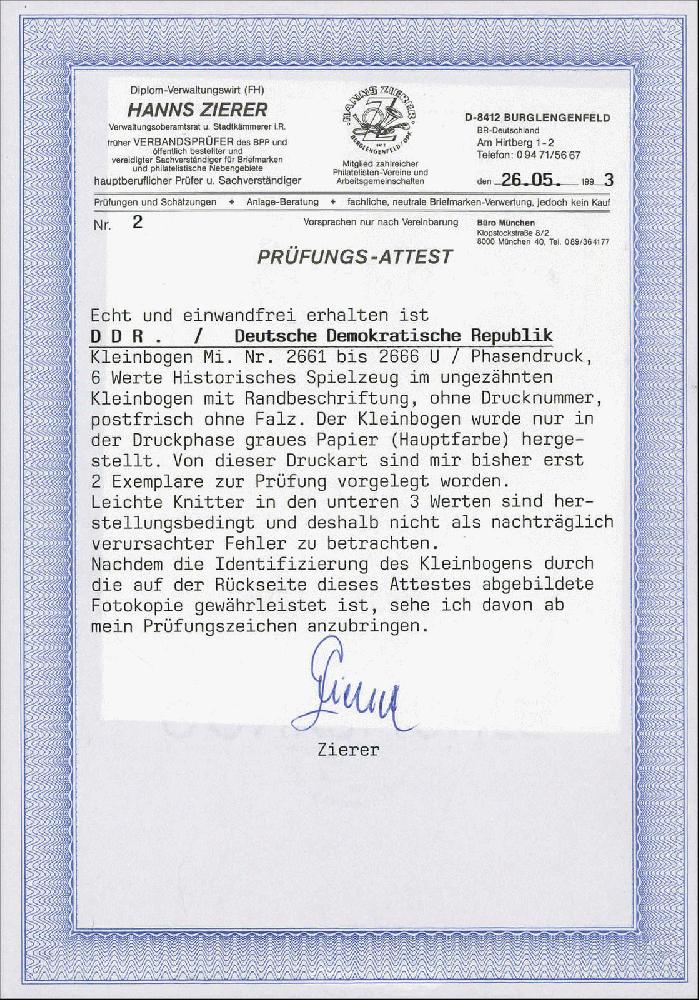 Diplom-Verwaltungswirt (FH)
HANNS ZIERER
Verwaltungsoberamtsrat u. Stadtkämmerer i.R.
früher VERBANDSPRÜFER des BPP und
öffentlich bestellter und
vereidigter Sachverständiger für Briefmarken
und philatelistische Nebengebiete
hauptberuflicher Prüfer u. Sachverständiger
HANNS ZIERER
BURGLENGENFELD/OPF.
Mitglied zahlreicher
Philatelisten-Vereine und
Arbeitsgemeinschaften
D-8412 BURGLENGENFELD
BR-Deutschland
Am Hirtberg 1-2
Telefon: 0 94 71/56 67
den 26.05. 199 3
Prüfungen und Schätzungen + Anlage-Beratung + fachliche, neutrale Briefmarken-Verwertung, jedoch kein Kauf
Nr. 2
Vorsprachen nur nach Vereinbarung
Büro München
Klopstockstraße 8/2
8000 München 40, Tel. 089/364177
PRÜFUNGS-ATTEST
Echt und einwandfrei erhalten ist
D D R . / Deutsche Demokratische Republik
Kleinbogen Mi. Nr. 2661 bis 2666 U / Phasendruck,
6 Werte Historisches Spielzeug im ungezähnten
Kleinbogen mit Randbeschriftung, ohne Drucknummer,
postfrisch ohne Falz. Der Kleinbogen wurde nur in
der Druckphase graues Papier (Hauptfarbe) herge-
stellt. Von dieser Druckart sind mir bisher erst
2 Exemplare zur Prüfung vorgelegt worden.
Leichte Knitter in den unteren 3 Werten sind her-
stellungsbedingt und deshalb nicht als nachträglich
verursachter Fehler zu betrachten.
Nachdem die Identifizierung des Kleinbogens durch
die auf der Rückseite dieses Attestes abgebildete
Fotokopie gewährleistet ist, sehe ich davon ab
mein Prüfungszeichen anzubringen.
Zierer
Zierer